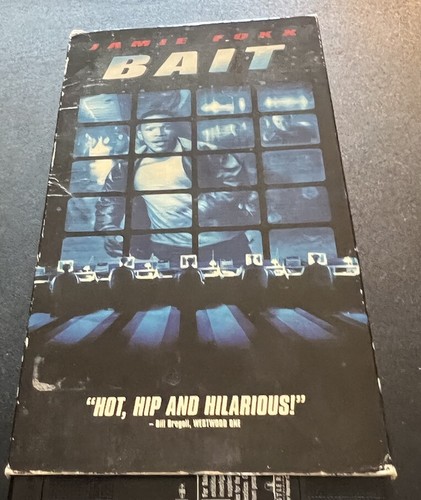 JAMIE FOXX
BAIT
"HOT, HIP AND HILARIOUS!"
– Bill Bregoli, WESTWOOD ONE